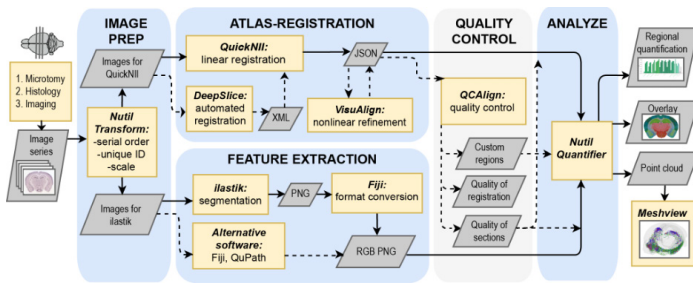 IMAGE
PREP
ATLAS-REGISTRATION
QUALITY
CONTROL
ANALYZE
1. Microtomy
2. Histology
3. Imaging
Image
series
Images for
QuickNII
Nutil
Transform:
-serial order
-unique ID
-scale
Images for
ilastik
QuickNII:
linear registration
JSON
DeepSlice:
automated
registration
XML
VisuAlign:
nonlinear refinement
FEATURE EXTRACTION
ilastik:
segmentation
PNG
Fiji:
format conversion
Alternative
software:
Fiji, QuPath
RGB PNG
QCAlign:
quality control
Custom
regions
Quality of
registration
Quality of
sections
Nutil
Quantifier
Regional
quantification
Overlay
Point cloud
Meshview